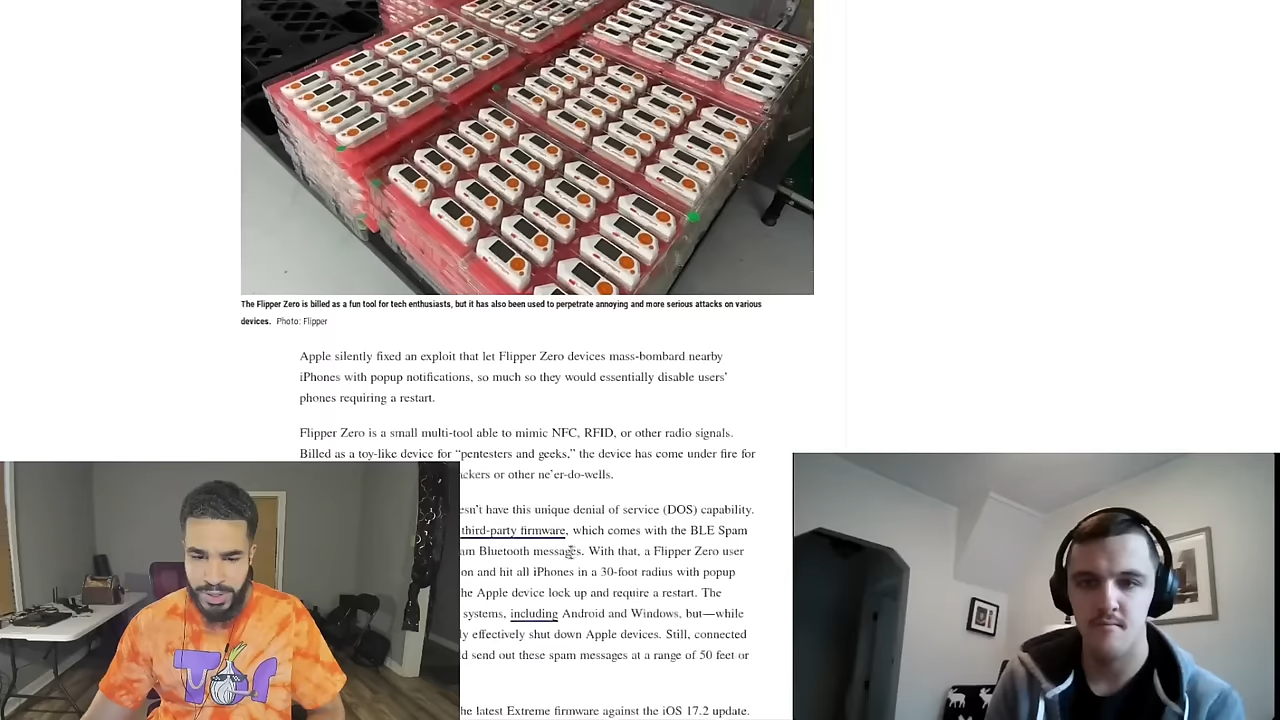 The Flipper Zero is billed as a fun tool for tech enthusiasts, but it has also been used to perpetrate annoying and more serious attacks on various
devices. Photo: Flipper
Apple silently fixed an exploit that let Flipper Zero devices mass-bombard nearby
iPhones with popup notifications, so much so they would essentially disable users’
phones requiring a restart.
Flipper Zero is a small multi-tool able to mimic NFC, RFID, or other radio signals.
Billed as a toy-like device for “pentesters and geeks,” the device has come under fire for
ackers or other ne’er-do-wells.
esn’t have this unique denial of service (DOS) capability.
third-party firmware, which comes with the BLE Spam
am Bluetooth messages. With that, a Flipper Zero user
on and hit all iPhones in a 30-foot radius with popup
he Apple device lock up and require a restart. The
systems, including Android and Windows, but—while
ly effectively shut down Apple devices. Still, connected
d send out these spam messages at a range of 50 feet or
he latest Extreme firmware against the iOS 17.2 update.
TOR